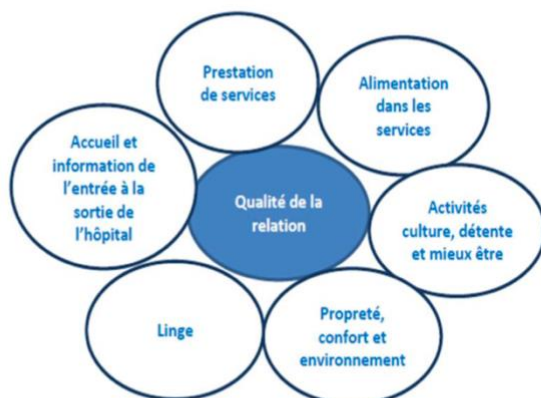 Prestation
de services
Alimentation
dans les
services
Accueil et
information de
l'entrée à la
sortie de
l'hôpital
Qualité de la
relation
Activités
culture, détente
et mieux être
Linge
Propreté,
confort et
environnement